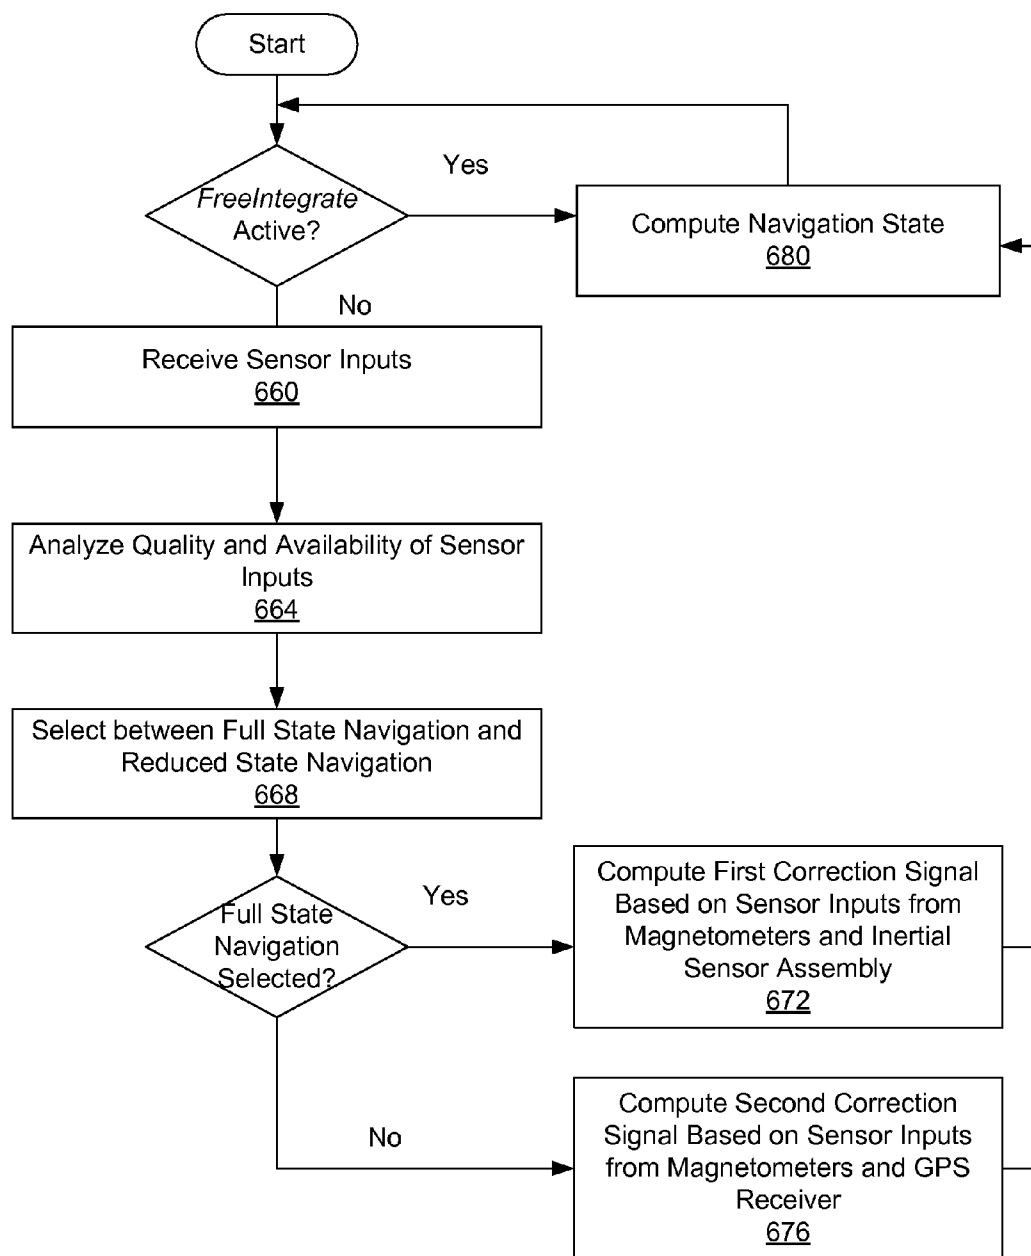 Start
FreeIntegrate
Active?
Yes
Compute Navigation State
680
No
Receive Sensor Inputs
660
Analyze Quality and Availability of Sensor
Inputs
664
Select between Full State Navigation and
Reduced State Navigation
668
Full State
Navigation
Selected?
Yes
Compute First Correction Signal
Based on Sensor Inputs from
Magnetometers and Inertial
Sensor Assembly
672
No
Compute Second Correction
Signal Based on Sensor Inputs
from Magnetometers and GPS
Receiver
676